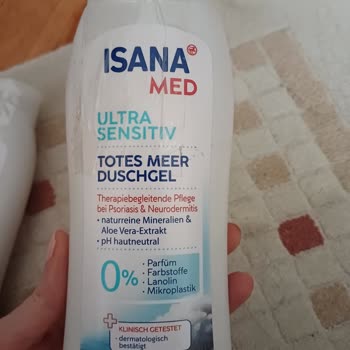 ISANA
MED
ULTRA
SENSITIV
TOTES MEER
DUSCHGEL
Therapiebegleitende Pflege
bei Psoriasis & Neurodermitis
• naturreine Mineralien &
Aloe Vera-Extrakt
• pH hautneutral
0%
• Parfüm
• Farbstoffe
• Lanolin
• Mikroplastik
KLINISCH GETESTET
• dermatologisch
bestätigt